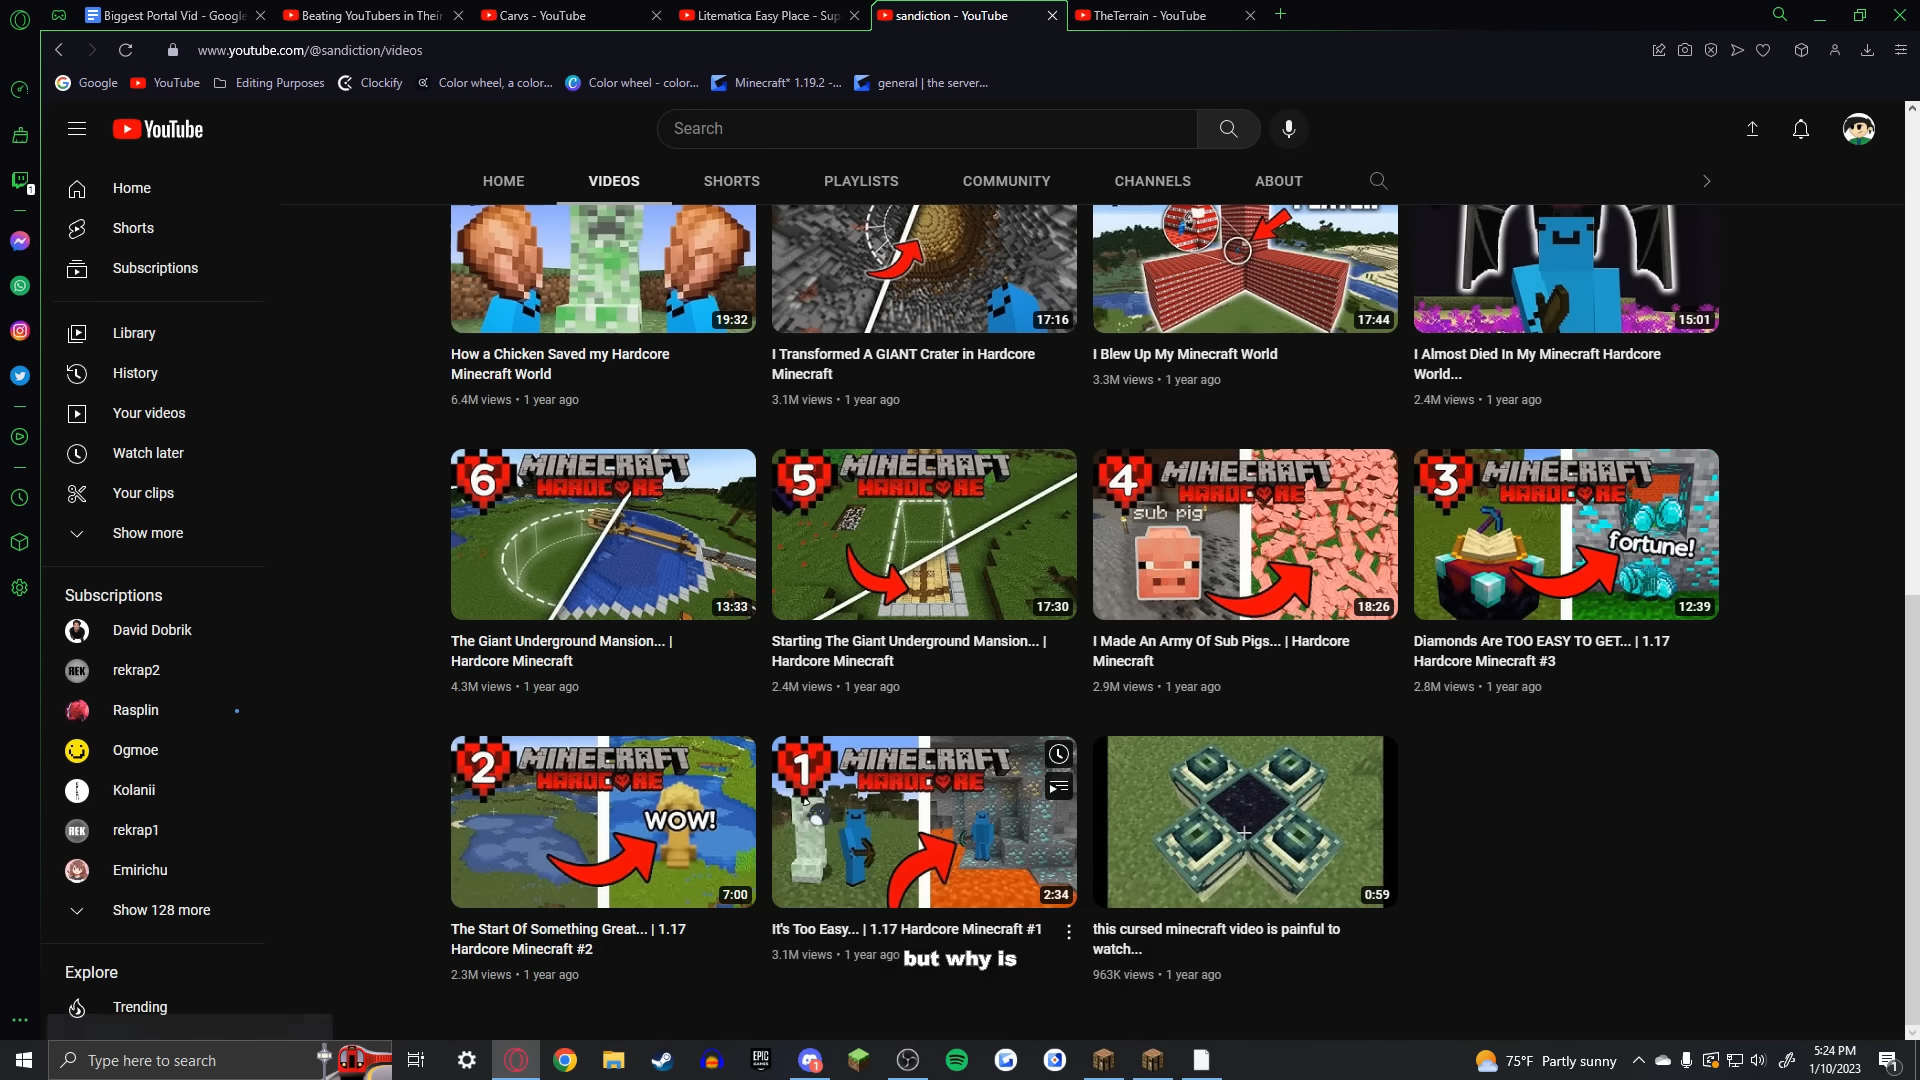 Biggest Portal Vid - Google
Beating YouTubers in Their
Carvs - YouTube
Litematica Easy Place - Sup
sandiction - YouTube
TheTerrain - YouTube
www.youtube.com/@sandiction/videos
Google
YouTube
Editing Purposes
Clockify
Color wheel, a color...
Color wheel - color...
Minecraft* 1.19.2 -...
general | the server...
YouTube
Search
HOME
VIDEOS
SHORTS
PLAYLISTS
COMMUNITY
CHANNELS
ABOUT
1
Home
Shorts
Subscriptions
Library
History
Your videos
Watch later
Your clips
Show more
Subscriptions
David Dobrik
REK
rekrap2
Rasplin
Ogmoe
Kolanii
REK
rekrap1
Emirichu
Show 128 more
Explore
Trending
19:32
17:16
17:44
15:01
How a Chicken Saved my Hardcore
Minecraft World
6.4M views • 1 year ago
I Transformed A GIANT Crater in Hardcore
Minecraft
3.1M views • 1 year ago
I Blew Up My Minecraft World
3.3M views • 1 year ago
I Almost Died In My Minecraft Hardcore
World...
2.4M views • 1 year ago
6
MINECRAFT
HARDCORE
13:33
5
MINECRAFT
HARDCORE
17:30
4
MINECRAFT
HARDCORE
sub pig
18:26
3
MINECRAFT
HARDCORE
fortune!
12:39
The Giant Underground Mansion... |
Hardcore Minecraft
4.3M views • 1 year ago
Starting The Giant Underground Mansion... |
Hardcore Minecraft
2.4M views • 1 year ago
I Made An Army Of Sub Pigs... | Hardcore
Minecraft
2.9M views • 1 year ago
Diamonds Are TOO EASY TO GET... | 1.17
Hardcore Minecraft #3
2.8M views • 1 year ago
2
MINECRAFT
HARDCORE
WOW!
7:00
1
MINECRAFT
HARDCORE
2:34
0:59
The Start Of Something Great... | 1.17
Hardcore Minecraft #2
2.3M views • 1 year ago
It's Too Easy... | 1.17 Hardcore Minecraft #1
3.1M views • 1 year ago
but why is
this cursed minecraft video is painful to
watch...
963K views • 1 year ago
Type here to search
EPIC
GAMES
1
75°F Partly sunny
5:24 PM
1/10/2023
1